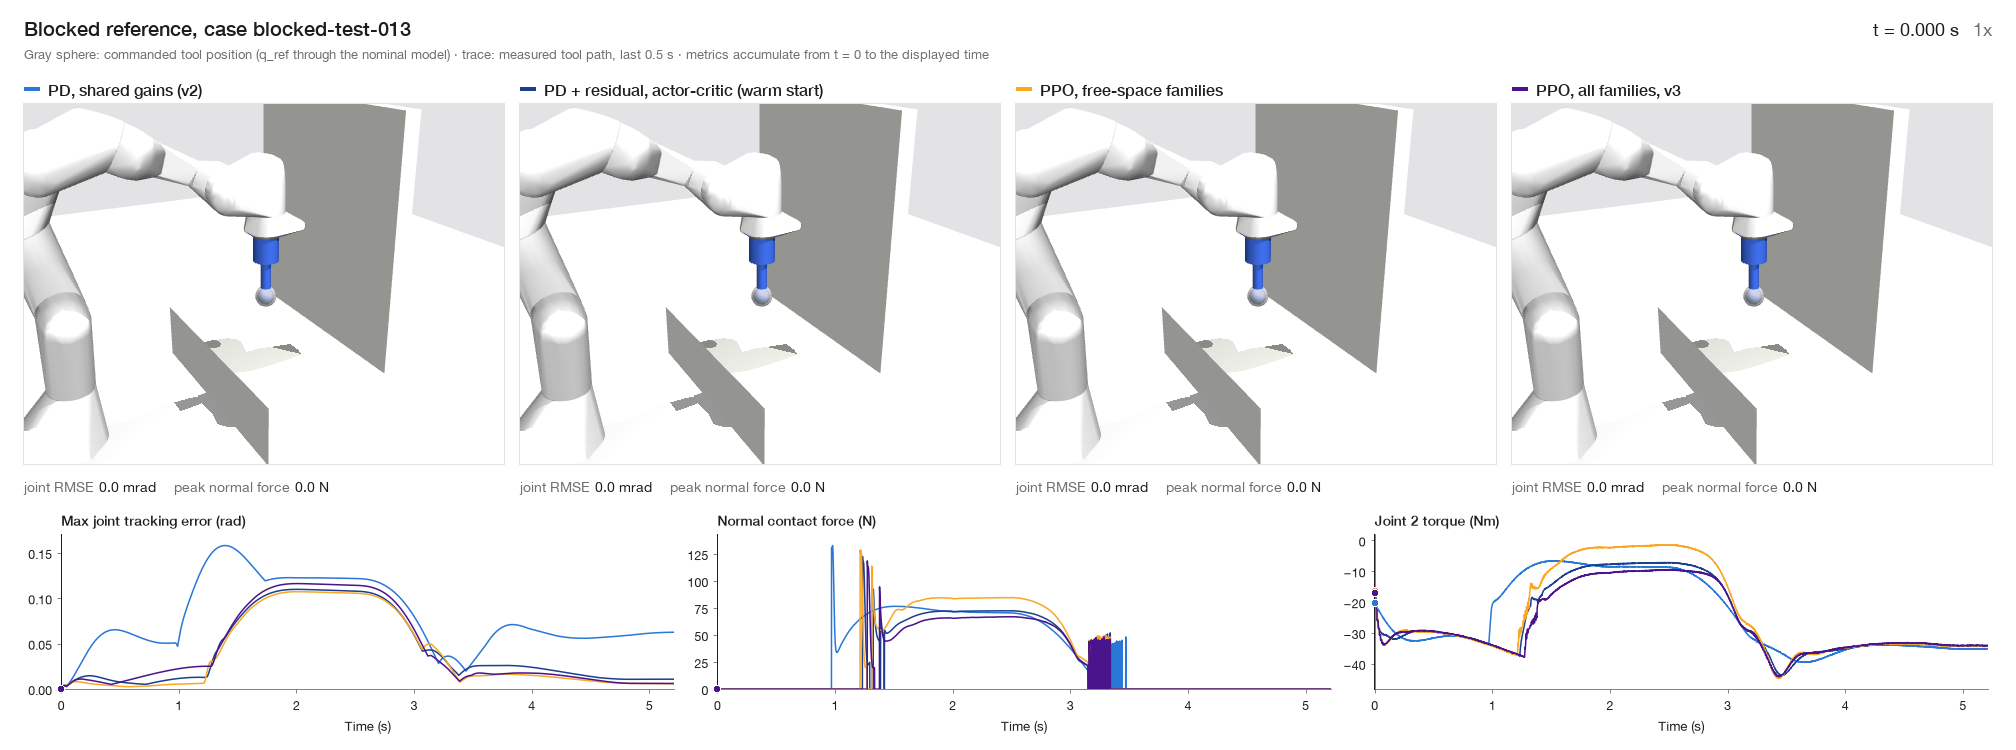 Blocked reference, case blocked-test-013
t = 0.000 s 1x
Gray sphere: commanded tool position (q_ref through the nominal model) · trace: measured tool path, last 0.5 s · metrics accumulate from t = 0 to the displayed time
PD, shared gains (v2)
PD + residual, actor-critic (warm start)
PPO, free-space families
PPO, all families, v3
joint RMSE 0.0 mrad peak normal force 0.0 N
joint RMSE 0.0 mrad peak normal force 0.0 N
joint RMSE 0.0 mrad peak normal force 0.0 N
joint RMSE 0.0 mrad peak normal force 0.0 N
Max joint tracking error (rad)
0.15
0.10
0.05
0.00
0 1 2 3 4 5
Time (s)
Normal contact force (N)
125
100
75
50
25
0
0 1 2 3 4 5
Time (s)
Joint 2 torque (Nm)
0
−10
−20
−30
−40
0 1 2 3 4 5
Time (s)